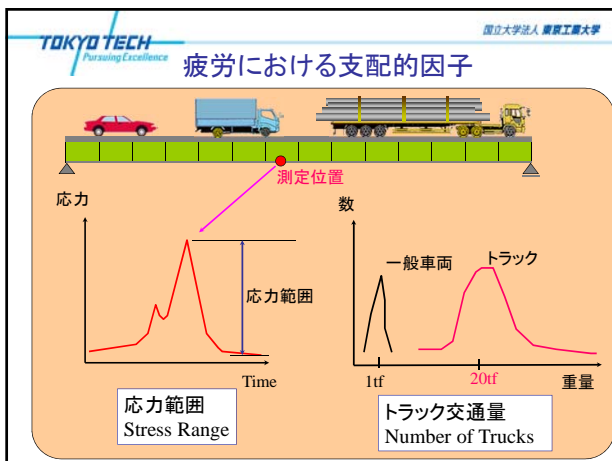 TOKYO TECH
Pursuing Excellence
国立大学法人 東京工業大学
疲労における支配的因子
測定位置
応力
応力範囲
Time
応力範囲
Stress Range
数
一般車両
トラック
1tf
20tf
重量
トラック交通量
Number of Trucks